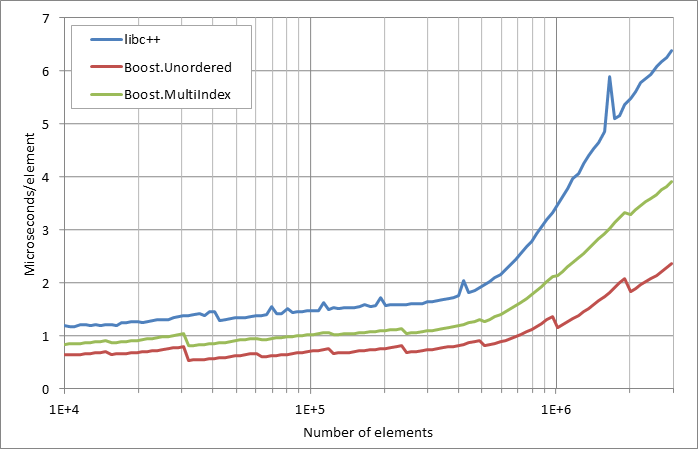 7
6
5
4
3
2
1
0
Microseconds/element
libc++
Boost.Unordered
Boost.MultiIndex
1E+4
1E+5
1E+6
Number of elements